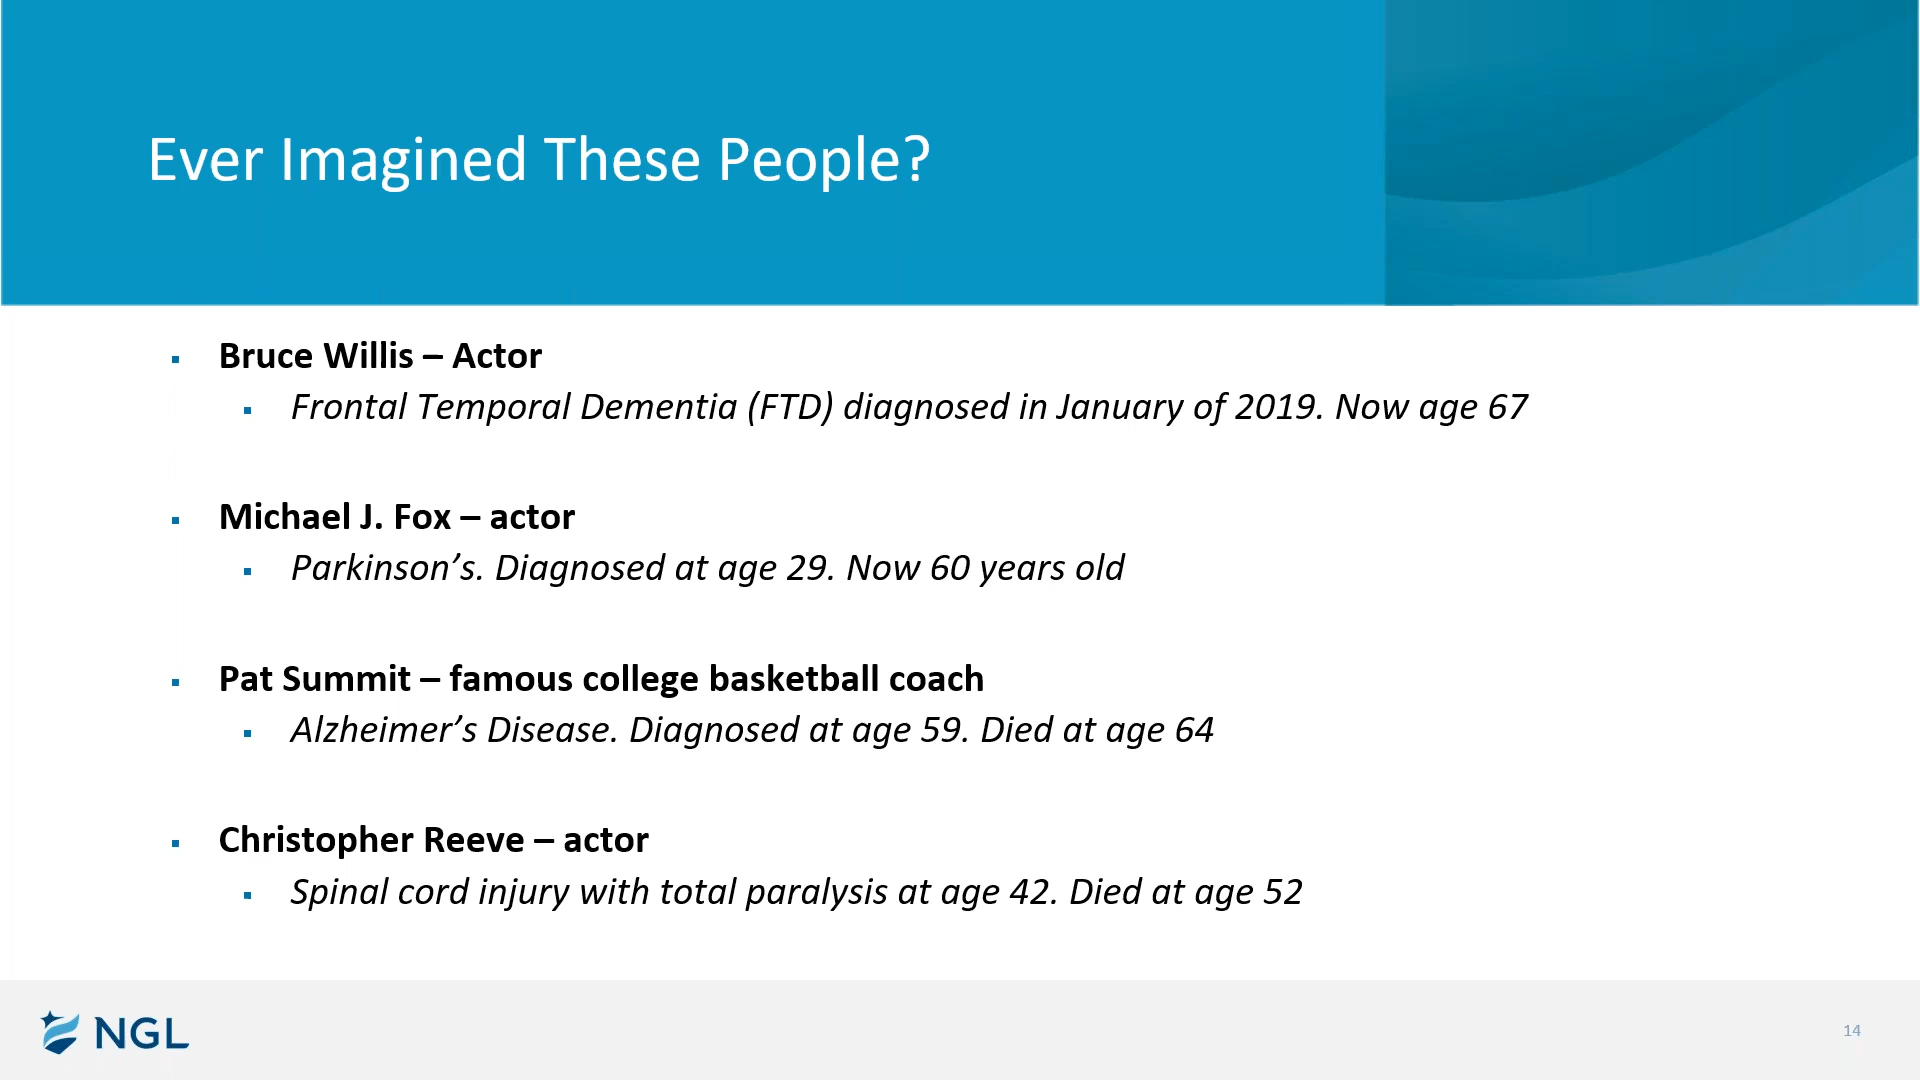 Ever Imagined These People?
▪ Bruce Willis – Actor
▪ Frontal Temporal Dementia (FTD) diagnosed in January of 2019. Now age 67
▪ Michael J. Fox – actor
▪ Parkinson’s. Diagnosed at age 29. Now 60 years old
▪ Pat Summit – famous college basketball coach
▪ Alzheimer’s Disease. Diagnosed at age 59. Died at age 64
▪ Christopher Reeve – actor
▪ Spinal cord injury with total paralysis at age 42. Died at age 52
NGL
14